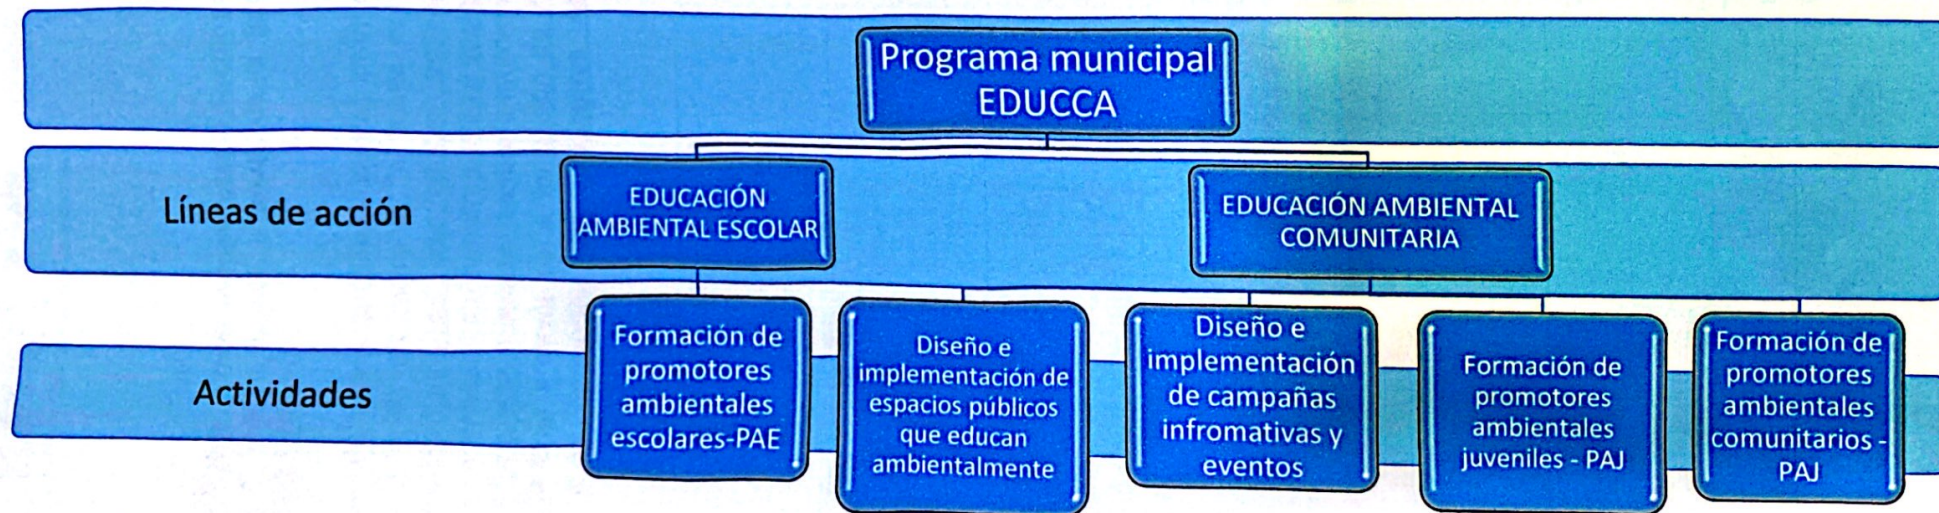 Programa municipal
EDUCCA
Líneas de acción
EDUCACIÓN
AMBIENTAL ESCOLAR
EDUCACIÓN AMBIENTAL
COMUNITARIA
Actividades
Formación de
promotores
ambientales
escolares-PAE
Diseño e
implementación de
espacios públicos
que educan
ambientalmente
Diseño e
implementación
de campañas
infromativas y
eventos
Formación de
promotores
ambientales
juveniles - PAJ
Formación de
promotores
ambientales
comunitarios -
PAJ